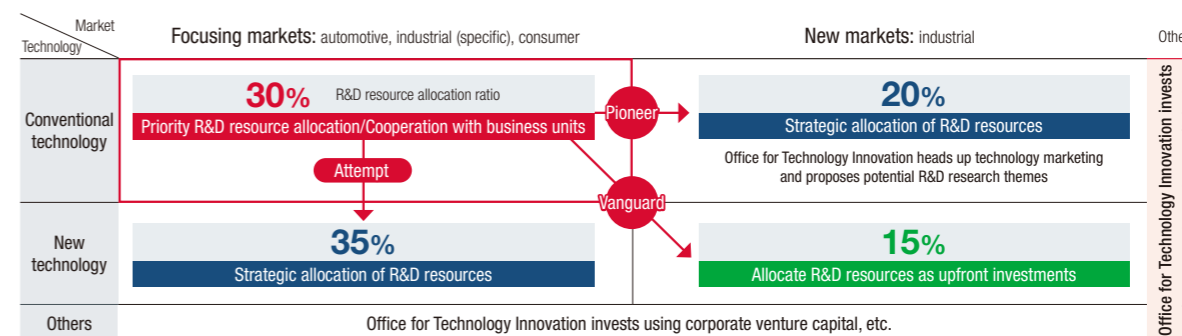 Market
Technology
Focusing markets: automotive, industrial (specific), consumer
New markets: industrial
Conventional
technology
30% R&D resource allocation ratio
Priority R&D resource allocation/Cooperation with business units
Pioneer
20%
Strategic allocation of R&D resources
Office for Technology Innovation heads up technology marketing
and proposes potential R&D research themes
Attempt
Vanguard
New
technology
35%
Strategic allocation of R&D resources
15%
Allocate R&D resources as upfront investments
Others
Office for Technology Innovation invests using corporate venture capital, etc.
Office for Technology Innovation invests